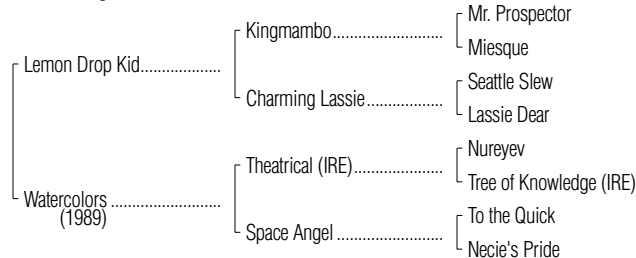 Mr. Prospector
Kingmambo........................
Miesque
Lemon Drop Kid.................
Seattle Slew
Charming Lassie.................
Lassie Dear
Nureyev
Theatrical (IRE)....................
Tree of Knowledge (IRE)
Watercolors .......................
(1989)
To the Quick
Space Angel .......................
Necie's Pride